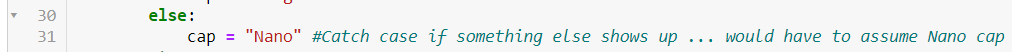 30 else:
31 cap = "Nano" #Catch case if something else shows up ... would have to assume Nano cap